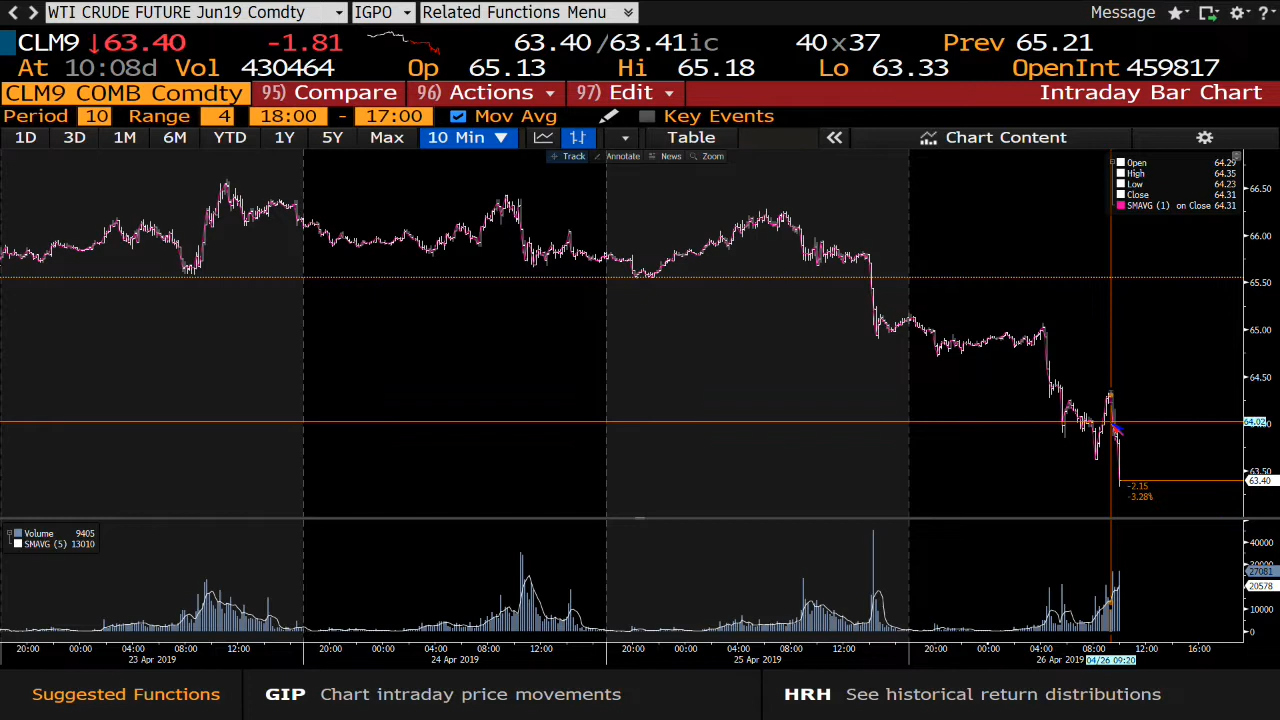 WTI CRUDE FUTURE Jun19 Comdty IGPO Related Functions Menu Message ?
CLM9 ↓63.40 -1.81 63.40/63.41ic 40x37 Prev 65.21
At 10:08d Vol 430464 Op 65.13 Hi 65.18 Lo 63.33 OpenInt 459817
CLM9 COMB Comdty 95) Compare 96) Actions 97) Edit Intraday Bar Chart
Period 10 Range 4 18:00 - 17:00 Mov Avg Key Events
1D 3D 1M 6M YTD 1Y 5Y Max 10 Min ▼ Table « Chart Content
Track Annotate News Zoom
Open 64.29
High 64.35
Low 64.23
Close 64.31
SMAVG (1) on Close 64.31
66.50
66.00
65.50
65.00
64.50
64.02
63.50
63.40
-2.15
-3.28%
Volume 9405
SMAVG (5) 13010
40000
27081
20578
10000
0
20:00 00:00 04:00 08:00 12:00 20:00 00:00 04:00 08:00 12:00 20:00 00:00 04:00 08:00 12:00 20:00 00:00 04:00 08:00 12:00 16:00
23 Apr 2019 24 Apr 2019 25 Apr 2019 26 Apr 2019 04/26 09:20
Suggested Functions GIP Chart intraday price movements HRH See historical return distributions